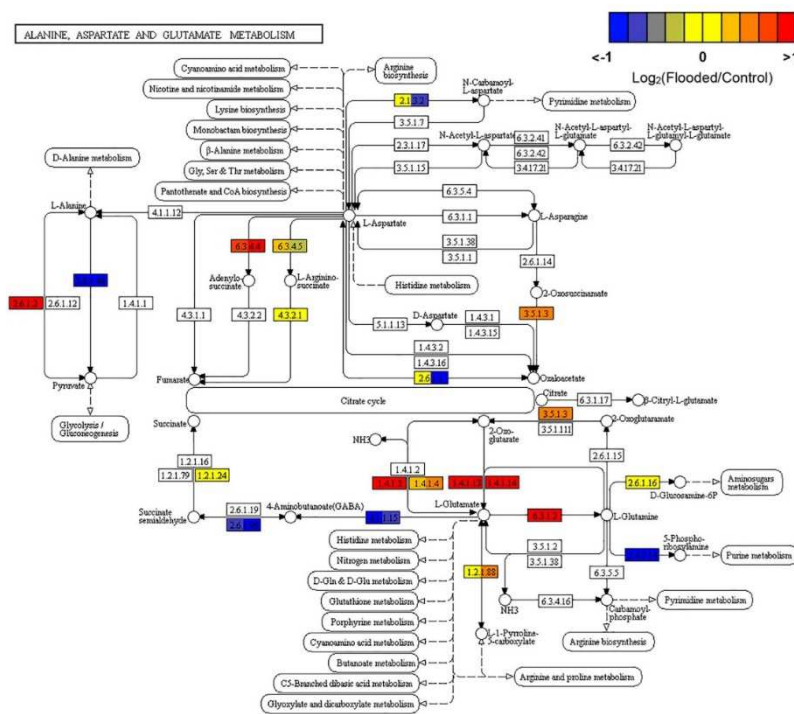 ALANINE, ASPARTATE AND GLUTAMATE METABOLISM
<-1
0
>1
Log2(Flooded/Control)
Cyanoamino acid metabolism
Arginine biosynthesis
Nicotine and nicotinamide metabolism
Lysine biosynthesis
Monobactam biosynthesis
β-Alanine metabolism
Gly, Ser & Thr metabolism
Pantothenate and CoA biosynthesis
N-Carbamoyl-L-aspartate
2.1.3.2
Pyrimidine metabolism
3.5.1.7
N-Acetyl-L-aspartate
N-Acetyl-L-aspartyl-L-glutamate
N-Acetyl-L-aspartyl-L-glutamyl-L-glutamate
2.3.1.17
6.3.2.41
6.3.2.42
6.3.2.42
3.5.1.15
3.4.17.21
3.4.17.21
D-Alanine metabolism
L-Alanine
4.1.1.12
L-Aspartate
6.3.5.4
6.3.1.1
L-Asparagine
3.5.1.38
3.5.1.1
6.3.4.4
6.3.4.5
2.6.1.14
Adenylo-succinate
L-Arginino-succinate
Histidine metabolism
2-Oxosuccinamate
2.6.1.2
2.6.1.12
1.4.1.1
4.3.1.1
4.3.2.2
4.3.2.1
D-Aspartate
5.1.1.13
1.4.3.1
1.4.3.15
3.5.1.3
1.4.3.2
1.4.3.16
2.6
Pyruvate
Fumarate
Oxaloacetate
Citrate cycle
Citrate
6.3.1.17
β-Citryl-L-glutamate
Glycolysis / Gluconeogenesis
Succinate
NH3
2-Oxo-glutarate
3.5.1.3
3.5.1.111
2-Oxoglutaramate
1.2.1.16
1.2.1.79
1.2.1.24
1.4.1.2
1.4.1.4
2.6.1.15
2.6.1.16
D-Glucosamine-6P
Aminosugars metabolism
Succinate semialdehyde
2.6.1.19
4-Aminobutanoate(GABA)
L-Glutamate
L-Glutamine
5-Phospho-ribosylamine
Purine metabolism
3.5.1.2
3.5.1.38
Histidine metabolism
Nitrogen metabolism
D-Gln & D-Glu metabolism
Glutathione metabolism
Porphyrine metabolism
Cyanoamino acid metabolism
Butanoate metabolism
C5-Branched dibasic acid metabolism
Glyoxylate and dicarboxylate metabolism
1.2.1.88
NH3
6.3.4.16
6.3.5.5
Carbamoyl-phosphate
Pyrimidine metabolism
Arginine biosynthesis
L-1-Pyrroline-5-carboxylate
Arginine and proline metabolism